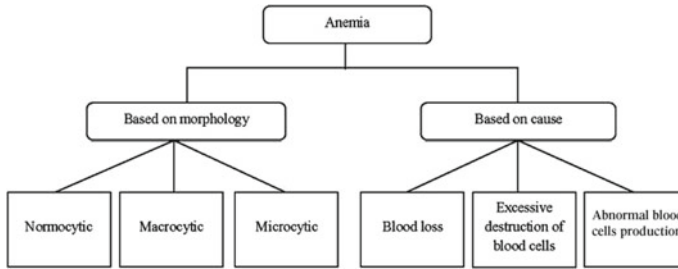 Anemia
Based on morphology
Based on cause
Normocytic
Macrocytic
Microcytic
Blood loss
Excessive
destruction of
blood cells
Abnormal blood
cells production